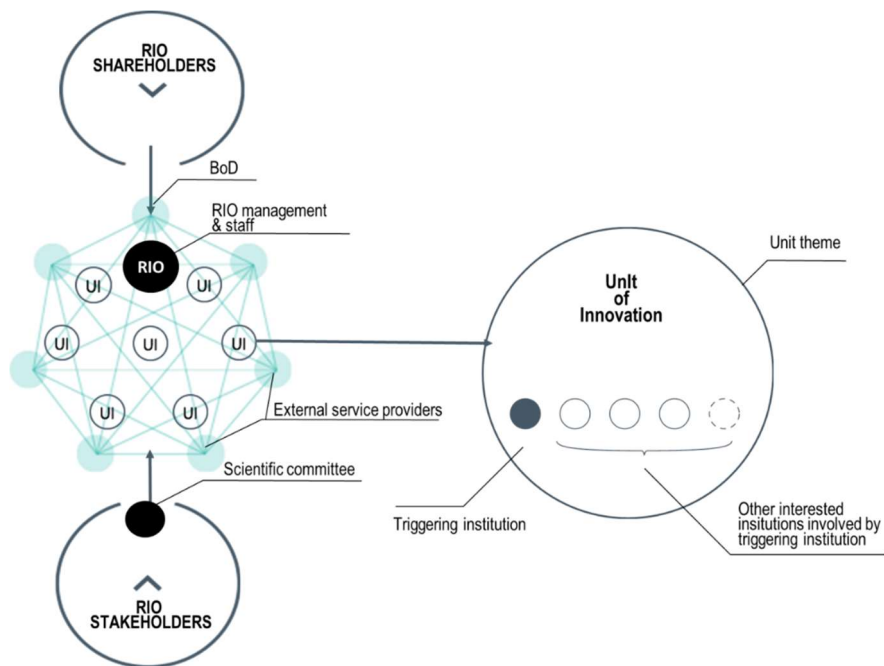 RIO
SHAREHOLDERS
BoD
RIO management
& staff
RIO
UI
UI
UI
UI
UI
UI
UI
External service providers
Scientific committee
RIO
STAKEHOLDERS
Unit theme
UnIt
of
Innovation
Triggering institution
Other interested
insitutions involved by
triggering institution